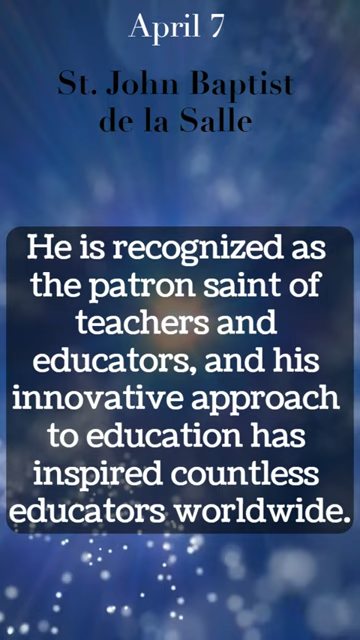 April 7
St. John Baptist
de la Salle
He is recognized as
the patron saint of
teachers and
educators, and his
innovative approach
to education has
inspired countless
educators worldwide.